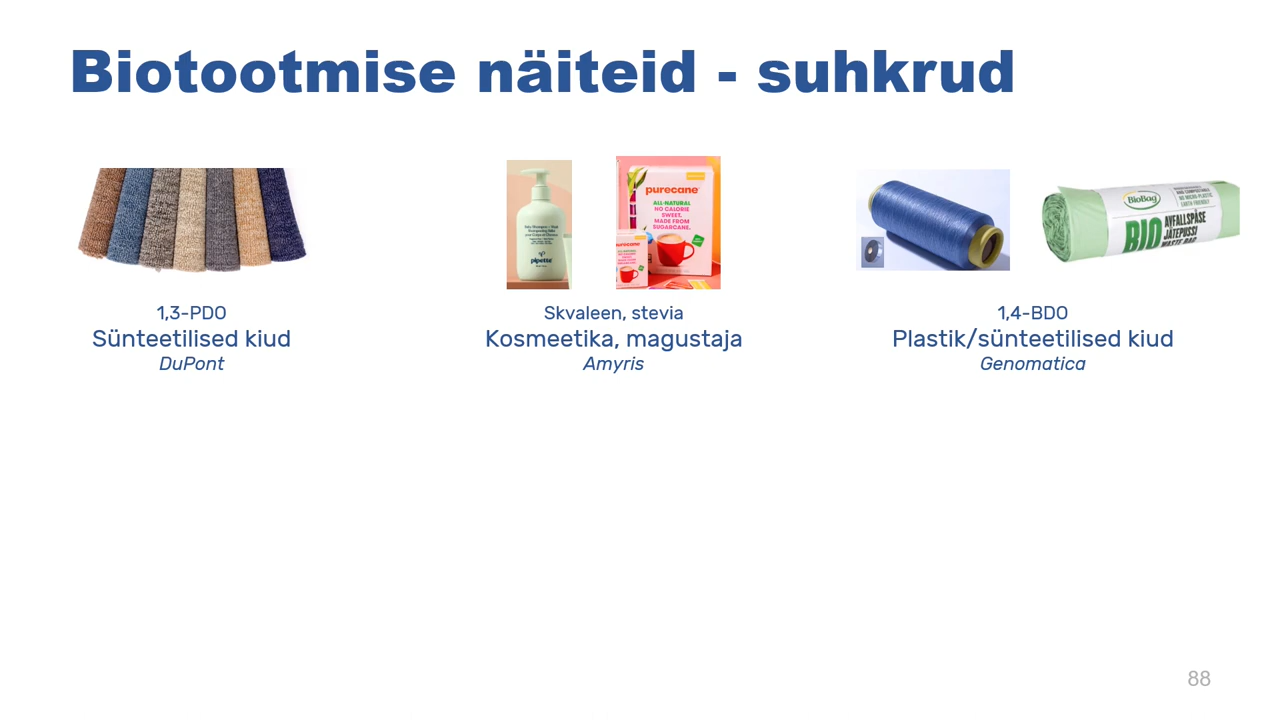 Biotootmise näiteid - suhkrud
pipette
purecane
ALL-NATURAL
NO CALORIE
SWEET.
MADE FROM
SUGARCANE.
purecane
BioBag
BIO
AVFALLSPÅSE
JÄTEPUSSI
WASTE BAG
1,3-PDO
Sünteetilised kiud
DuPont
Skvaleen, stevia
Kosmeetika, magustaja
Amyris
1,4-BDO
Plastik/sünteetilised kiud
Genomatica
88